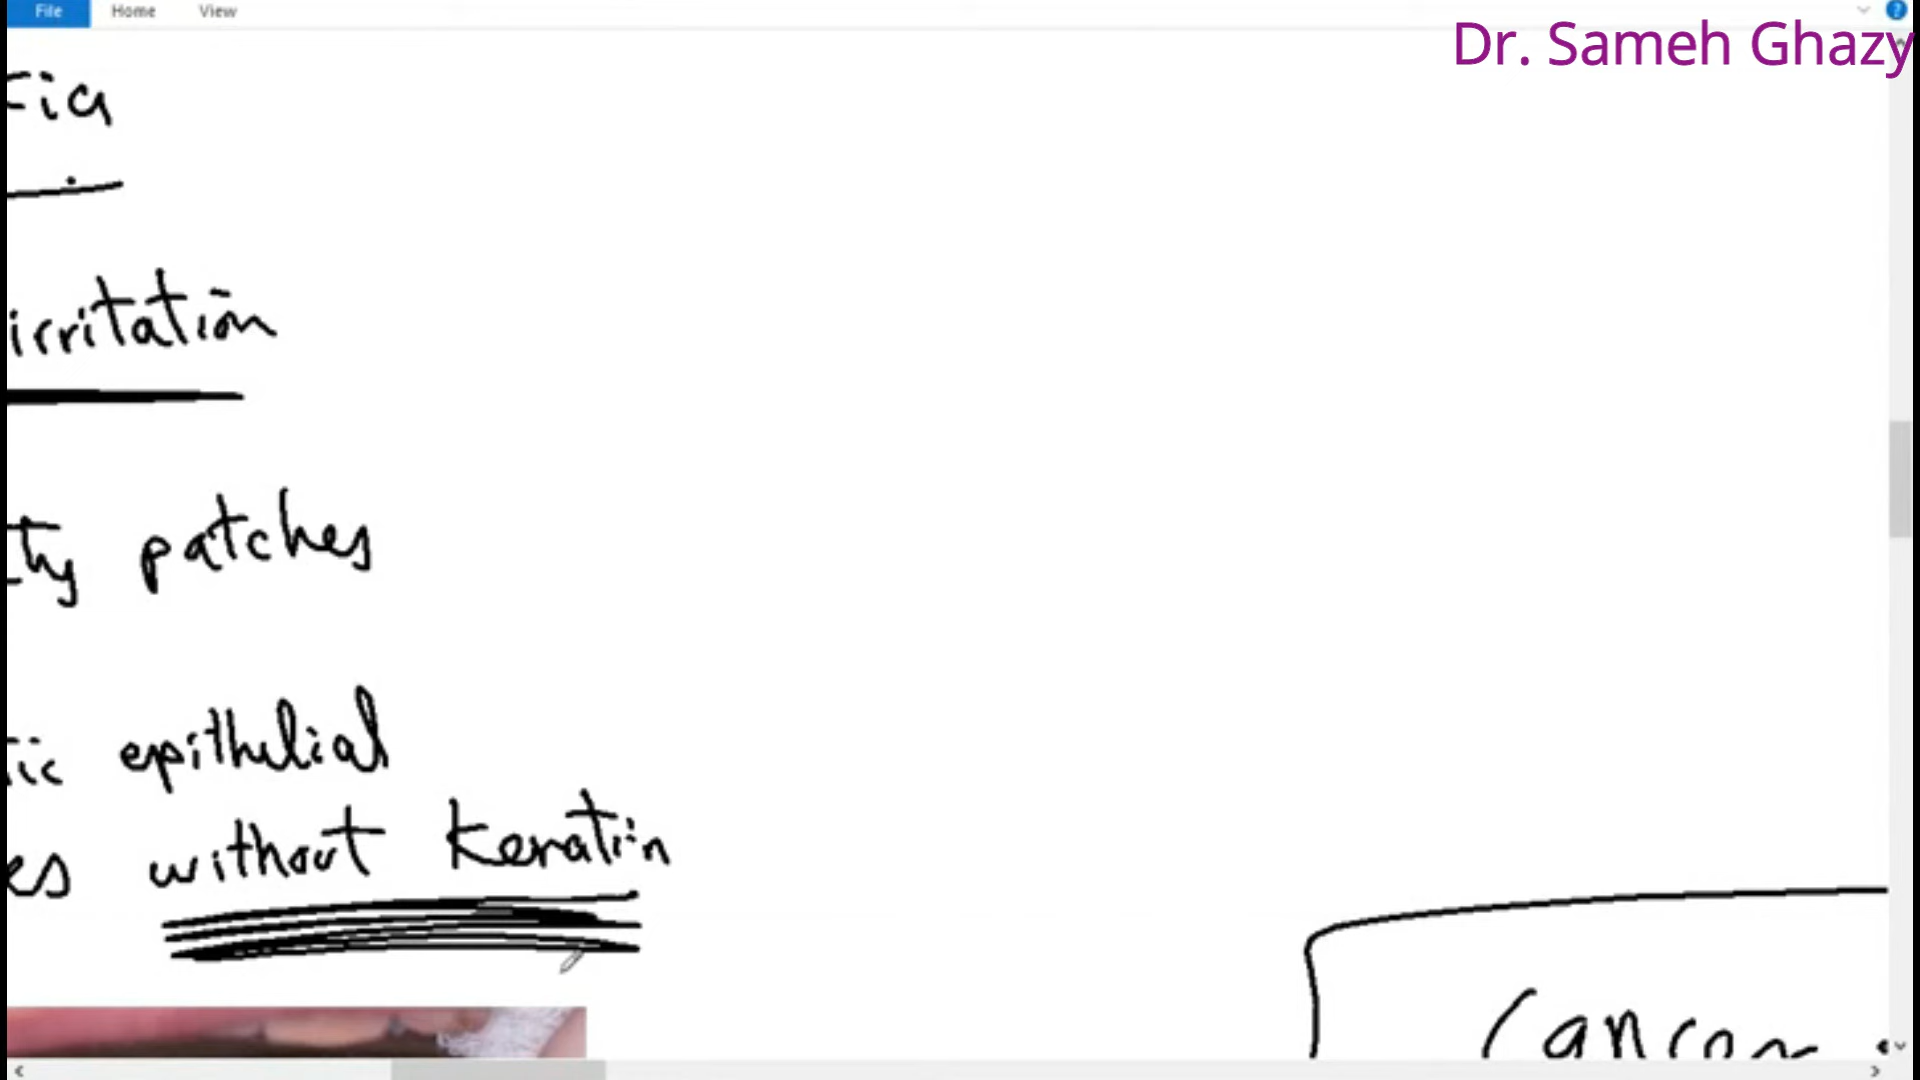 File Home View
Dr. Sameh Ghazy
irritation
patches
epithelial
without Keratin